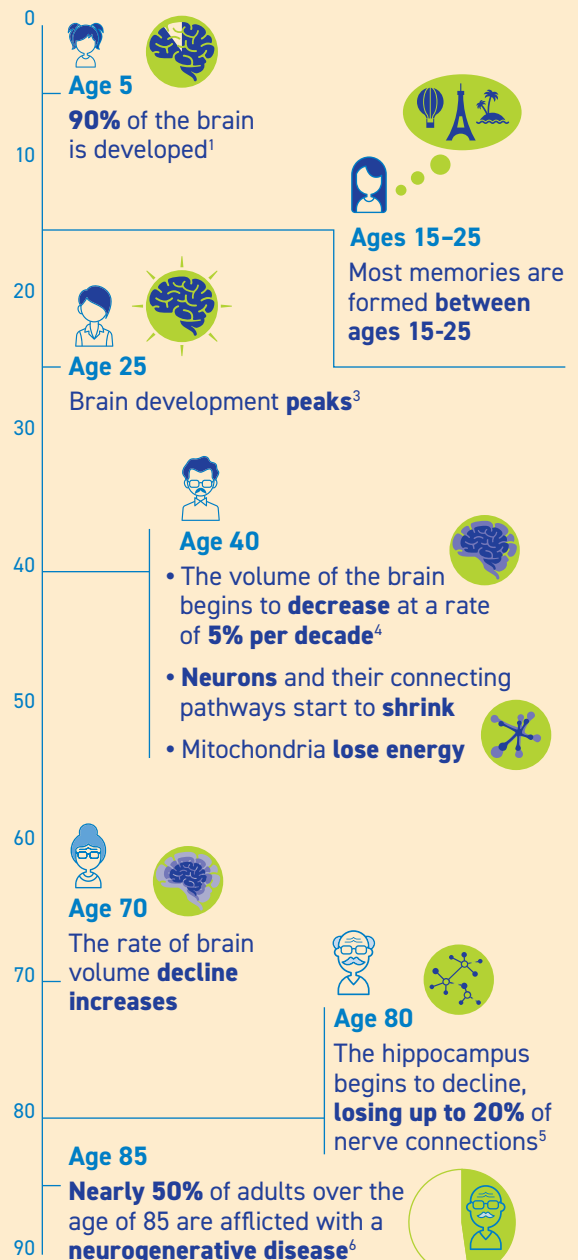 0
Age 5
90% of the brain
is developed1
10
Ages 15–25
Most memories are
formed between
ages 15-25
20
Age 25
Brain development peaks3
30
Age 40
40
• The volume of the brain
begins to decrease at a rate
of 5% per decade4
• Neurons and their connecting
pathways start to shrink
50
• Mitochondria lose energy
60
Age 70
The rate of brain
volume decline
increases
70
Age 80
The hippocampus
begins to decline,
losing up to 20% of
nerve connections5
80
Age 85
Nearly 50% of adults over the
age of 85 are afflicted with a
neurogenerative disease6
90